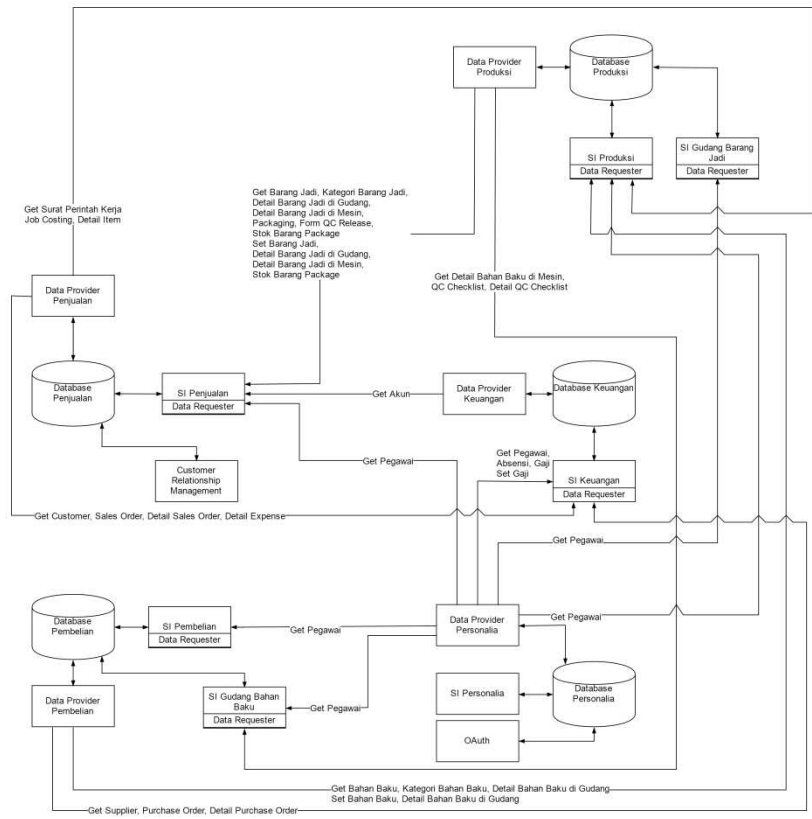 Data Provider
Produksi
Database
Produksi
SI Produksi
Data Requester
SI Gudang Barang
Jadi
Data Requester
Get Surat Perintah Kerja
Job Costing, Detail Item
Get Barang Jadi, Kategori Barang Jadi,
Detail Barang Jadi di Gudang,
Detail Barang Jadi di Mesin,
Packaging, Form QC Release,
Stok Barang Package
Set Barang Jadi,
Detail Barang Jadi di Gudang,
Detail Barang Jadi di Mesin,
Stok Barang Package
Get Detail Bahan Baku di Mesin,
QC Checklist, Detail QC Checklist
Data Provider
Penjualan
Database
Penjualan
SI Penjualan
Data Requester
Get Akun
Data Provider
Keuangan
Database Keuangan
Customer
Relationship
Management
Get Pegawai
Get Pegawai,
Absensi, Gaji
Set Gaji
SI Keuangan
Data Requester
Get Customer, Sales Order, Detail Sales Order, Detail Expense
Get Pegawai
Database
Pembelian
SI Pembelian
Data Requester
Get Pegawai
Data Provider
Personalia
Get Pegawai
Data Provider
Pembelian
SI Gudang Bahan
Baku
Data Requester
Get Pegawai
SI Personalia
Database
Personalia
OAuth
Get Bahan Baku, Kategori Bahan Baku, Detail Bahan Baku di Gudang
Set Bahan Baku, Detail Bahan Baku di Gudang
Get Supplier, Purchase Order, Detail Purchase Order